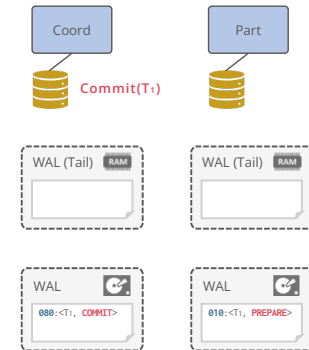 Coord
Part
Commit(T₁)
WAL (Tail) RAM
WAL (Tail) RAM
WAL
WAL
080:<T₁, COMMIT>
010:<T₁, PREPARE>